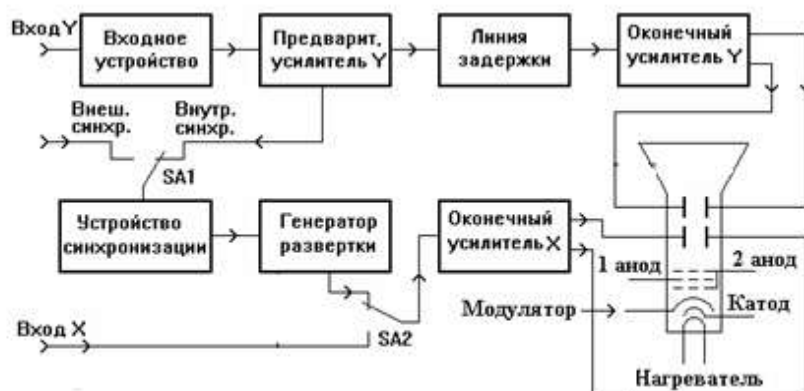 Вход Y
Входное
устройство
Предварит.
усилитель Y
Линия
задержки
Оконечный
усилитель Y
Внеш.
синхр.
Внутр.
синхр.
SA1
Устройство
синхронизации
Генератор
развертки
Оконечный
усилитель X
1 анод
2 анод
Модулятор
Катод
Вход X
SA2
Нагреватель